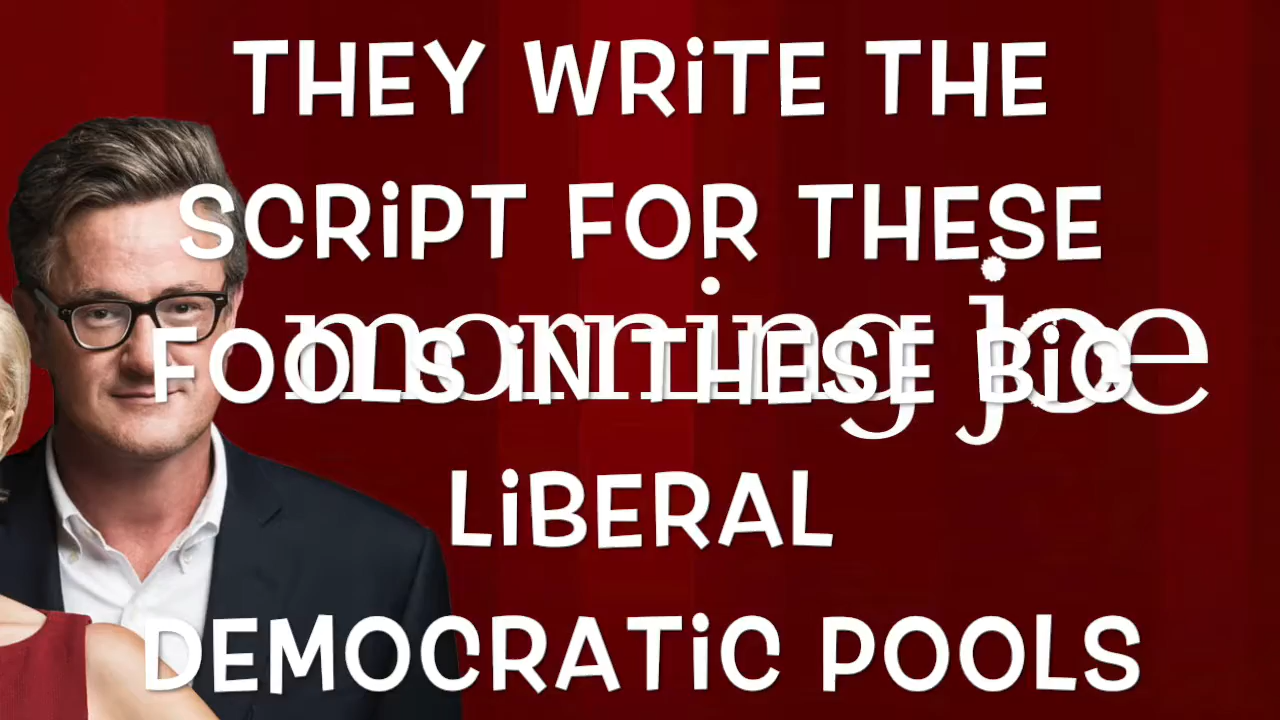 THEY WRiTE THE
SCRiPT FOR THESE
morning joe
FOOLS iN THESE BiG
LiBERAL
DEMOCRATiC POOLS